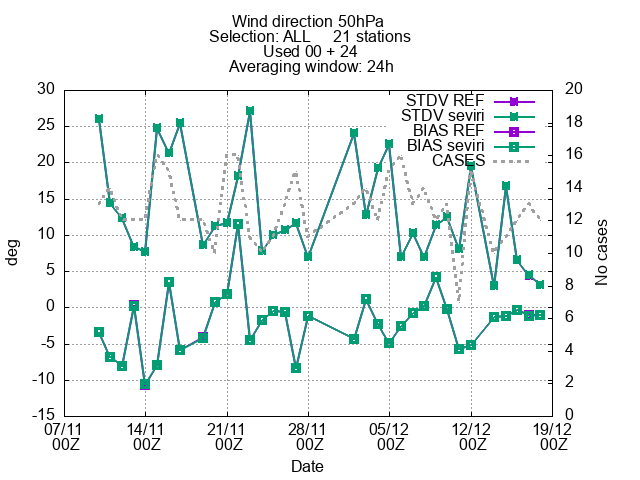 Wind direction 50hPa
Selection: ALL 21 stations
Used 00 + 24
Averaging window: 24h
30 20
25 18
20 16
15 14
10 12
5 10
0 8
-5 6
-10 4
-15 2
0
STDV REF
STDV seviri
BIAS REF
BIAS seviri
CASES
deg
No cases
07/11 14/11 21/11 28/11 05/12 12/12 19/12
00Z 00Z 00Z 00Z 00Z 00Z 00Z
Date